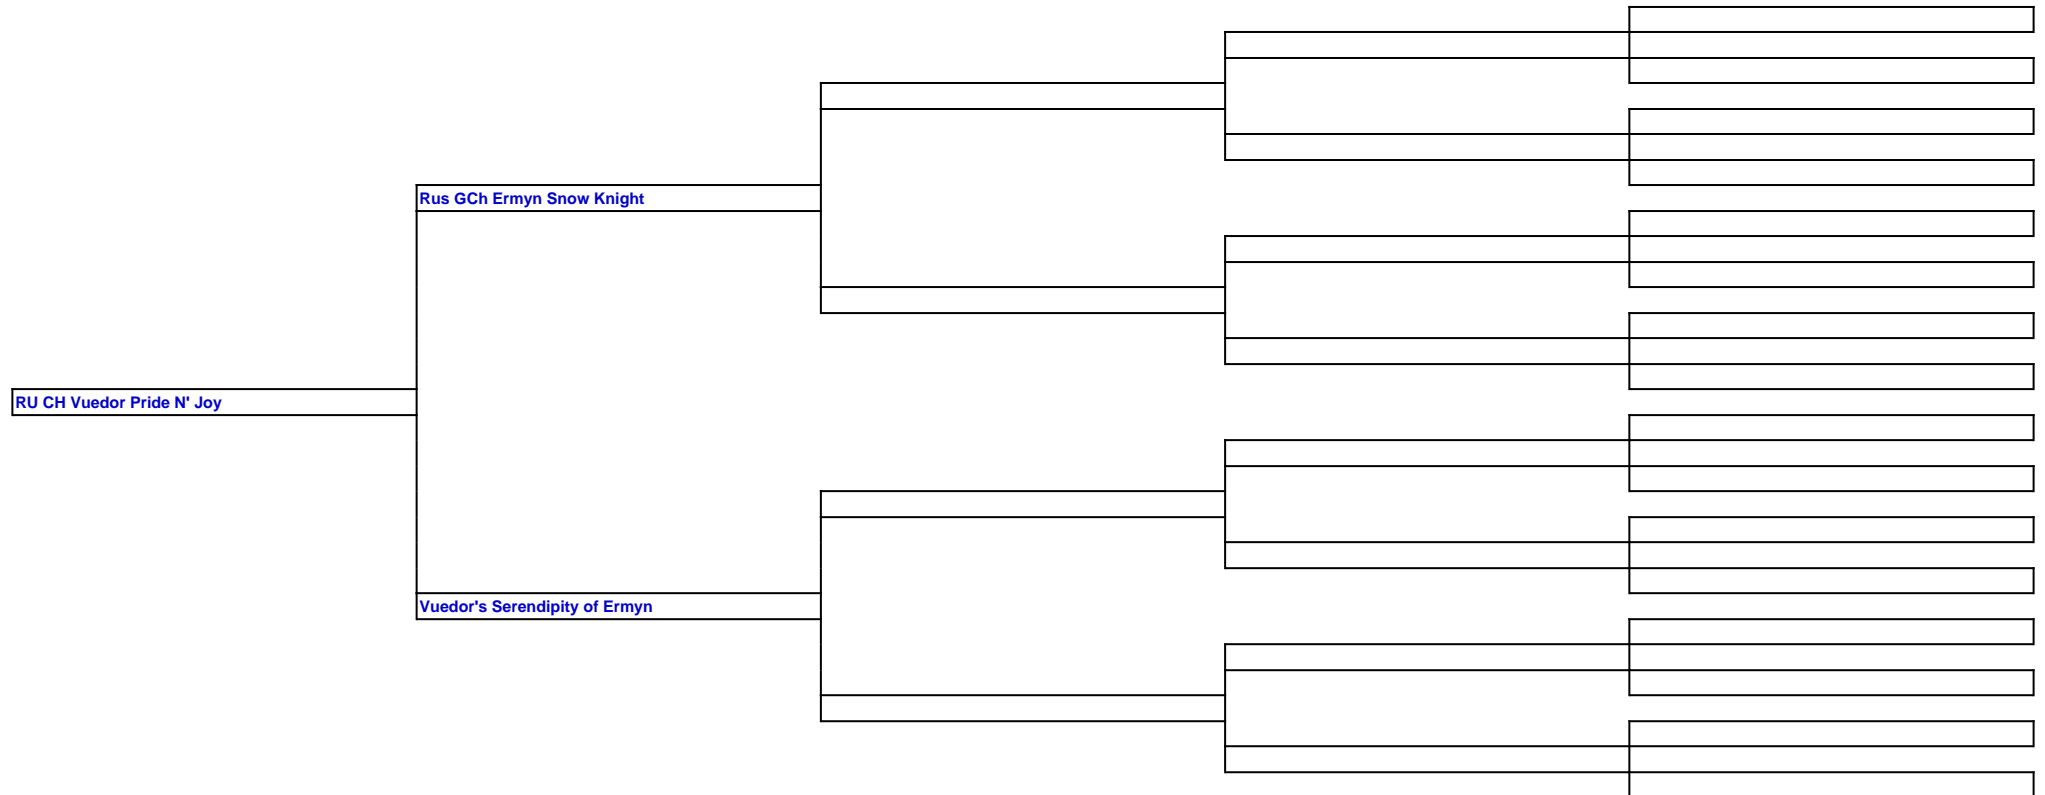 Rus GCh Ermyn Snow Knight
RU CH Vuedor Pride N' Joy
Vuedor's Serendipity of Ermyn